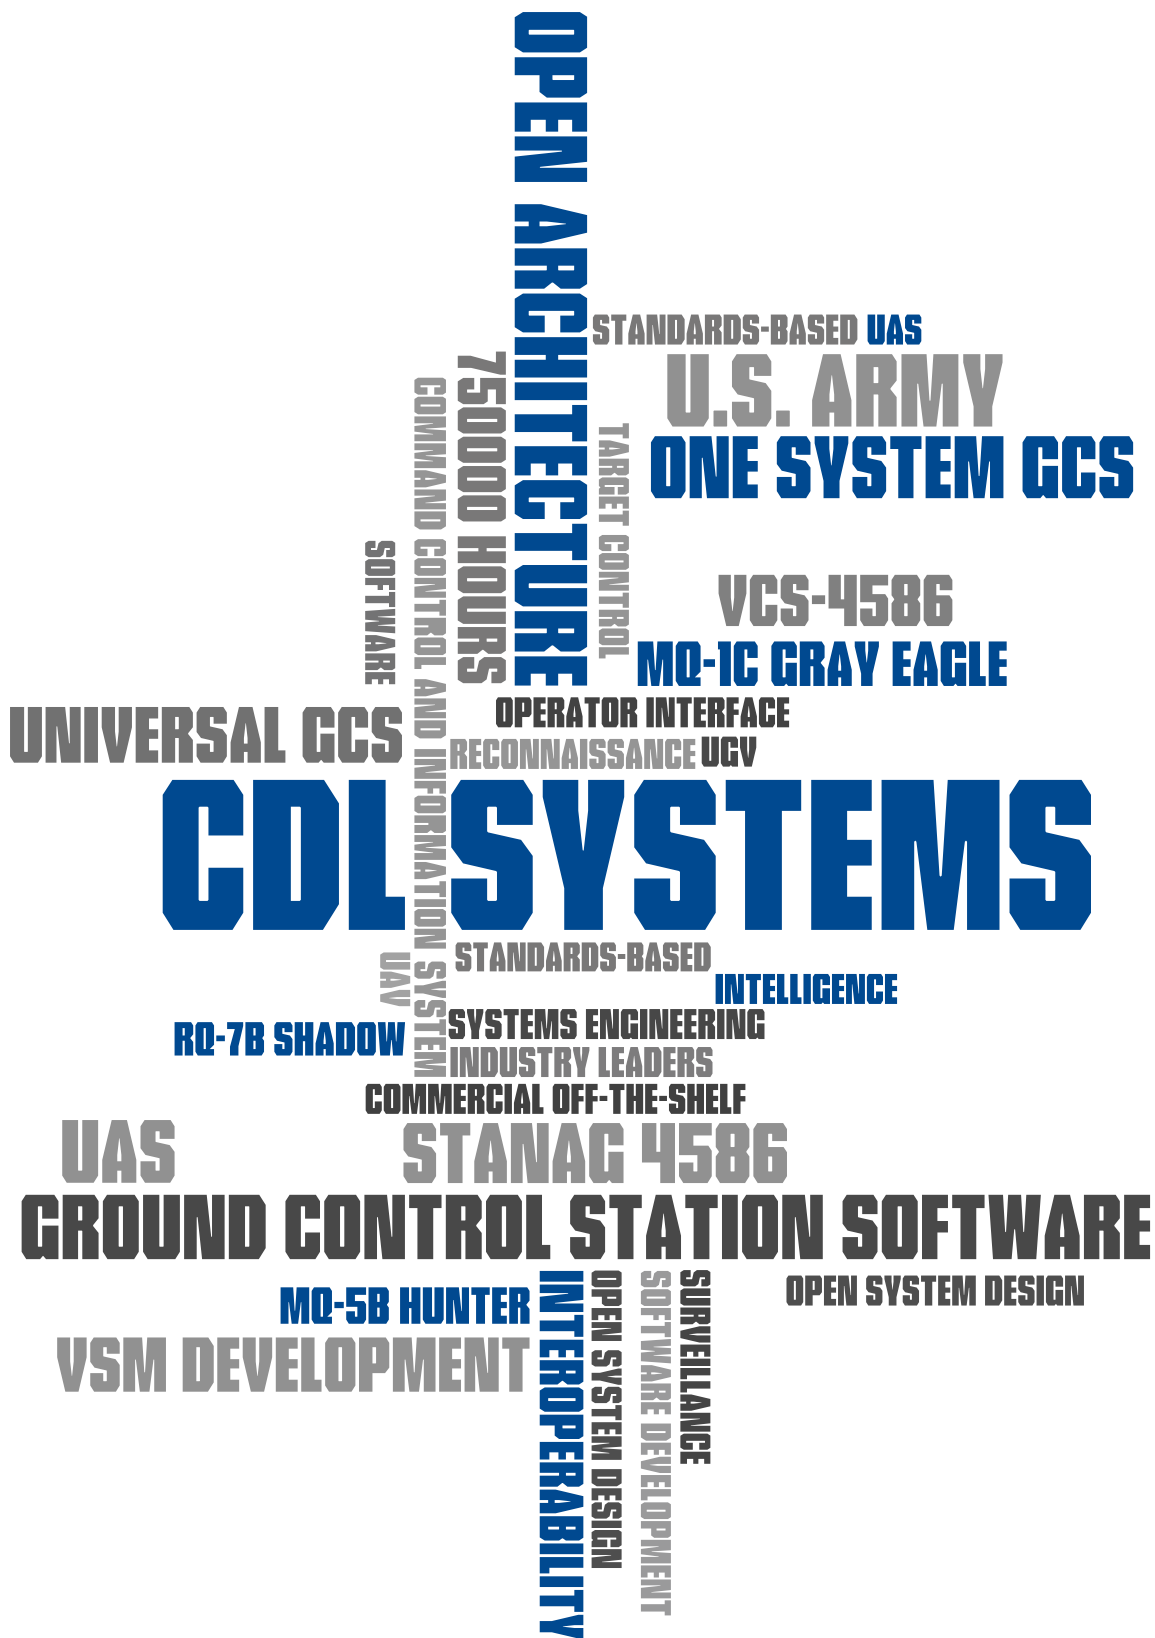 OPEN ARCHITECTURE
STANDARDS-BASED UAS
U.S. ARMY
ONE SYSTEM GCS
750000 HOURS
COMMAND CONTROL AND INFORMATION SYSTEM
TARGET CONTROL
SOFTWARE
VCS-4586
MQ-1C GRAY EAGLE
OPERATOR INTERFACE
UNIVERSAL GCS
RECONNAISSANCE UGV
CDL SYSTEMS
STANDARDS-BASED
UAV
INTELLIGENCE
RQ-7B SHADOW
SYSTEMS ENGINEERING
INDUSTRY LEADERS
COMMERCIAL OFF-THE-SHELF
UAS
STANAG 4586
GROUND CONTROL STATION SOFTWARE
MQ-5B HUNTER
INTEROPERABILITY
OPEN SYSTEM DESIGN
SOFTWARE DEVELOPMENT
SURVEILLANCE
OPEN SYSTEM DESIGN
VSM DEVELOPMENT